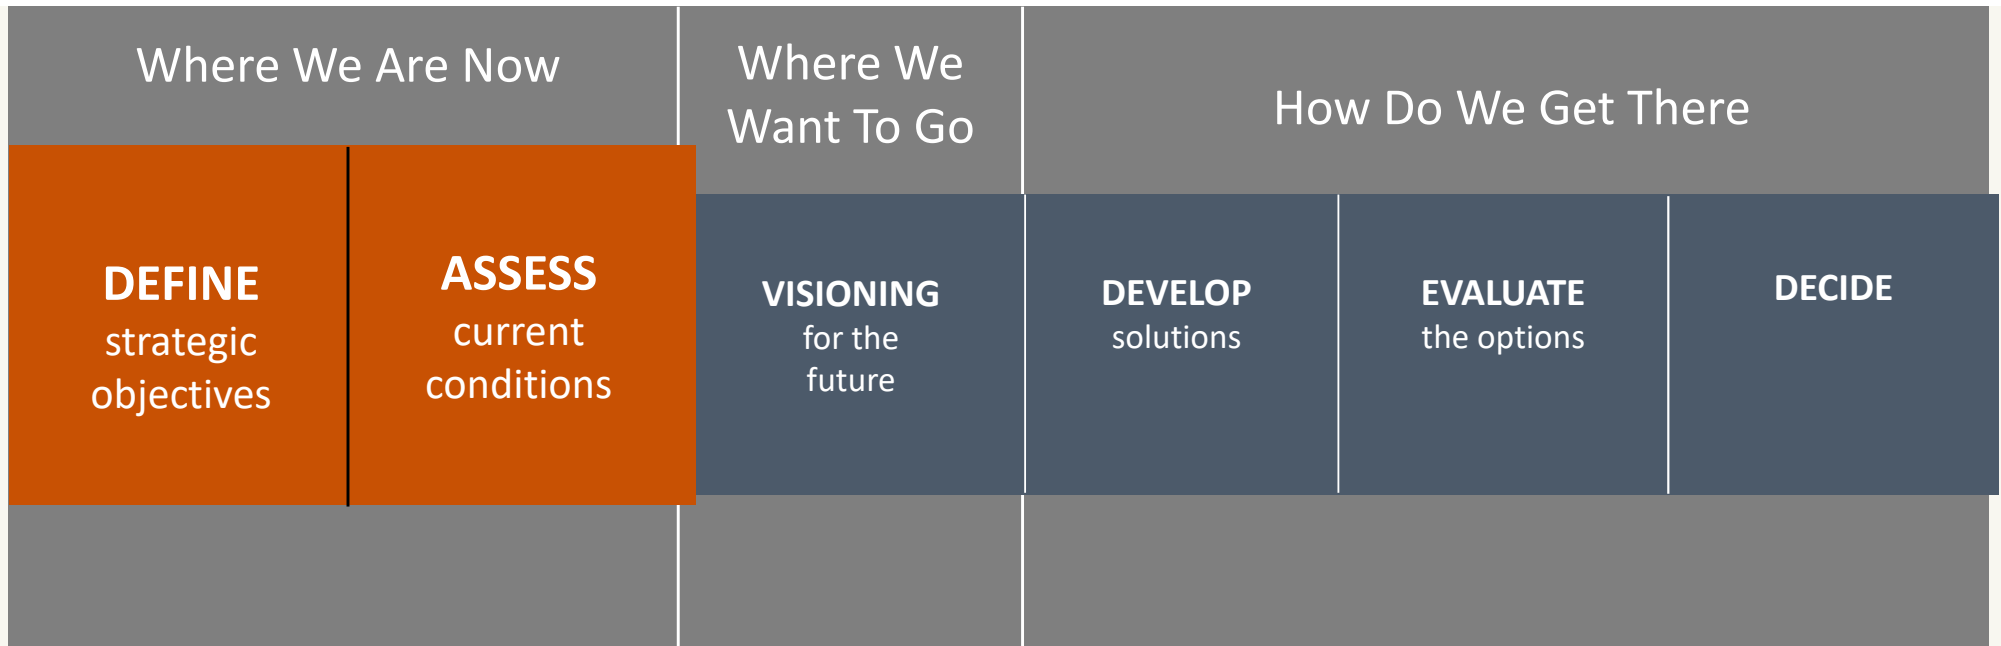 Where We Are Now
Where We
Want To Go
How Do We Get There
DEFINE
strategic
objectives
ASSESS
current
conditions
VISIONING
for the
future
DEVELOP
solutions
EVALUATE
the options
DECIDE